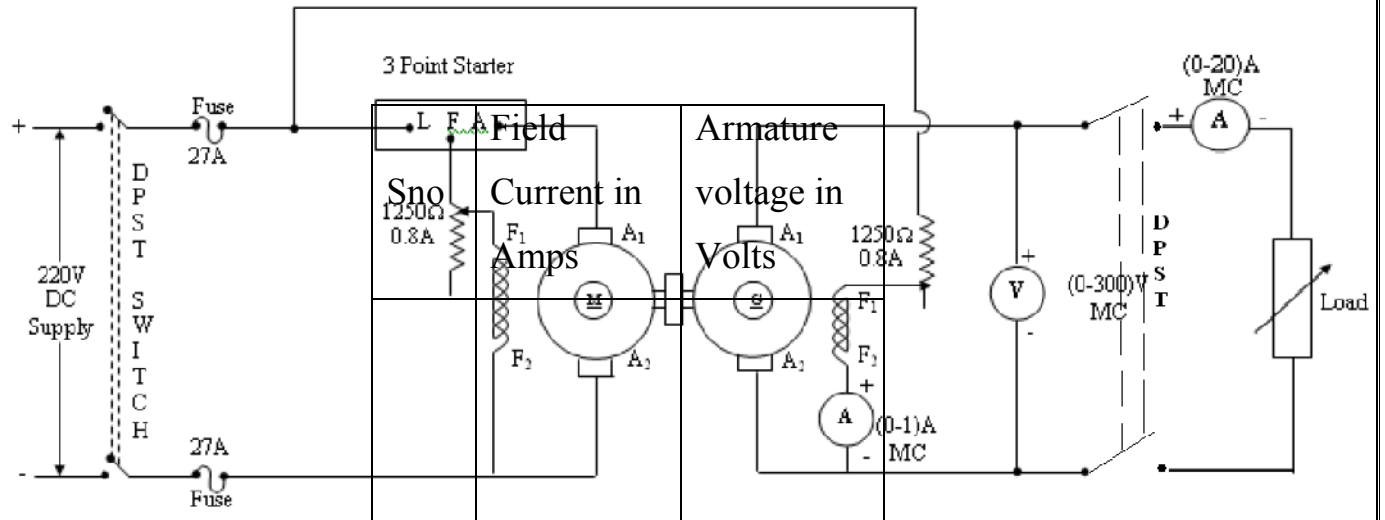 3 Point Starter
(0-20)A
MC
Fuse
27A
+
L F A
+ A -
Field
Current in
Amps
Armature
voltage in
Volts
Sno
1250Ω
0.8A
F1
A1
A1
1250Ω
0.8A
D
P
S
T
S
W
I
T
C
H
220V
DC
Supply
M
G
F1
F2
F2
A2
A2
+
V
-
(0-300)V
MC
D
P
S
T
Load
+
A
-
(0-1)A
MC
27A
Fuse
-